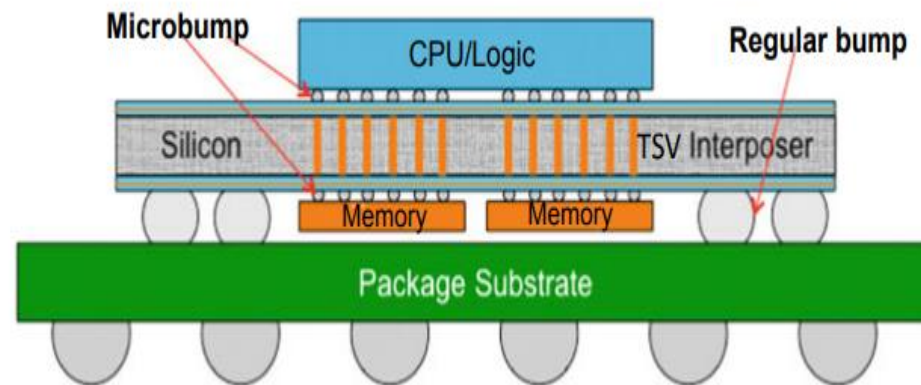 Microbump
CPU/Logic
Regular bump
Silicon
TSV Interposer
Memory
Memory
Package Substrate